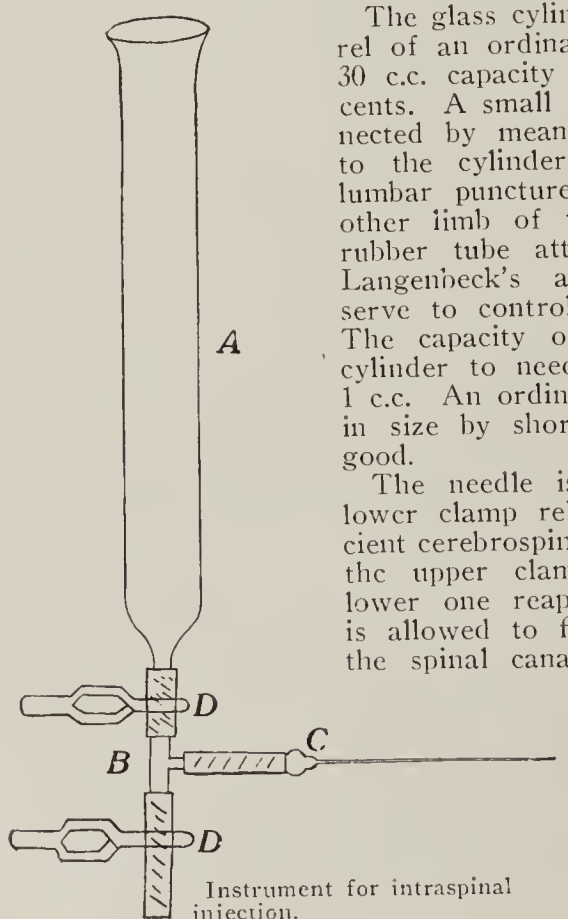 The glass cylin
rel of an ordina
30 c.c. capacity
cents. A small
nected by mean
to the cylinder
lumbar puncture
other limb of
rubber tube att
Langenbeck's a
serve to control
The capacity o
cylinder to need
1 c.c. An ordin
in size by shor
good.
The needle is
lower clamp rel
cient cerebrospin
the upper clam
lower one reap
is allowed to f
the spinal cana
A
D
B
C
D
Instrument for intraspinal
injection.